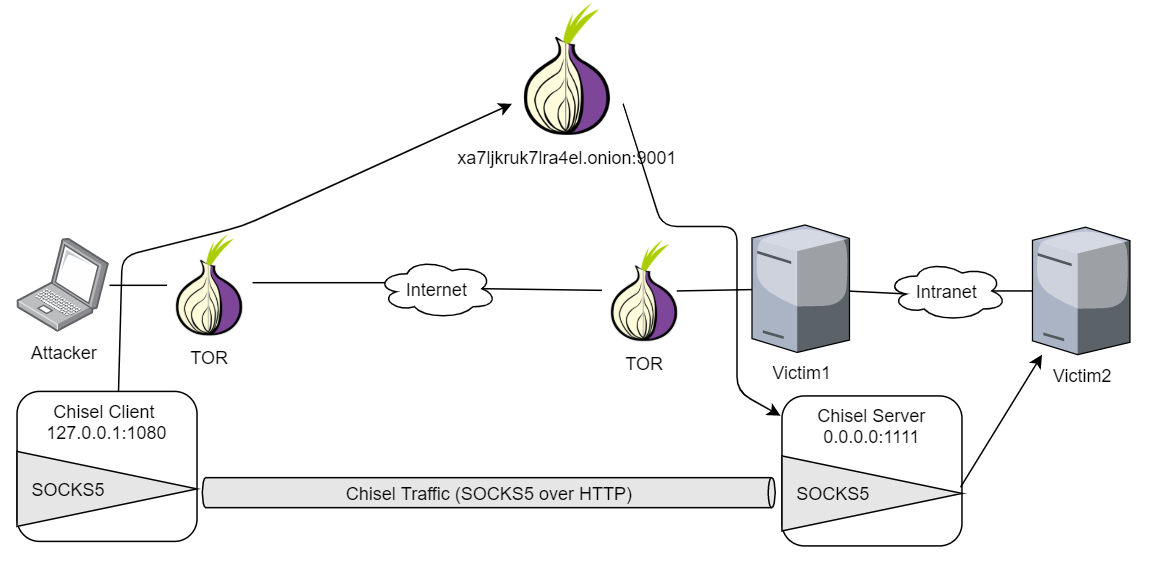 xa7ljkruk7lra4el.onion:9001
Internet
Intranet
Attacker
TOR
TOR
Victim1
Victim2
Chisel Client
127.0.0.1:1080
SOCKS5
Chisel Traffic (SOCKS5 over HTTP)
Chisel Server
0.0.0.0:1111
SOCKS5